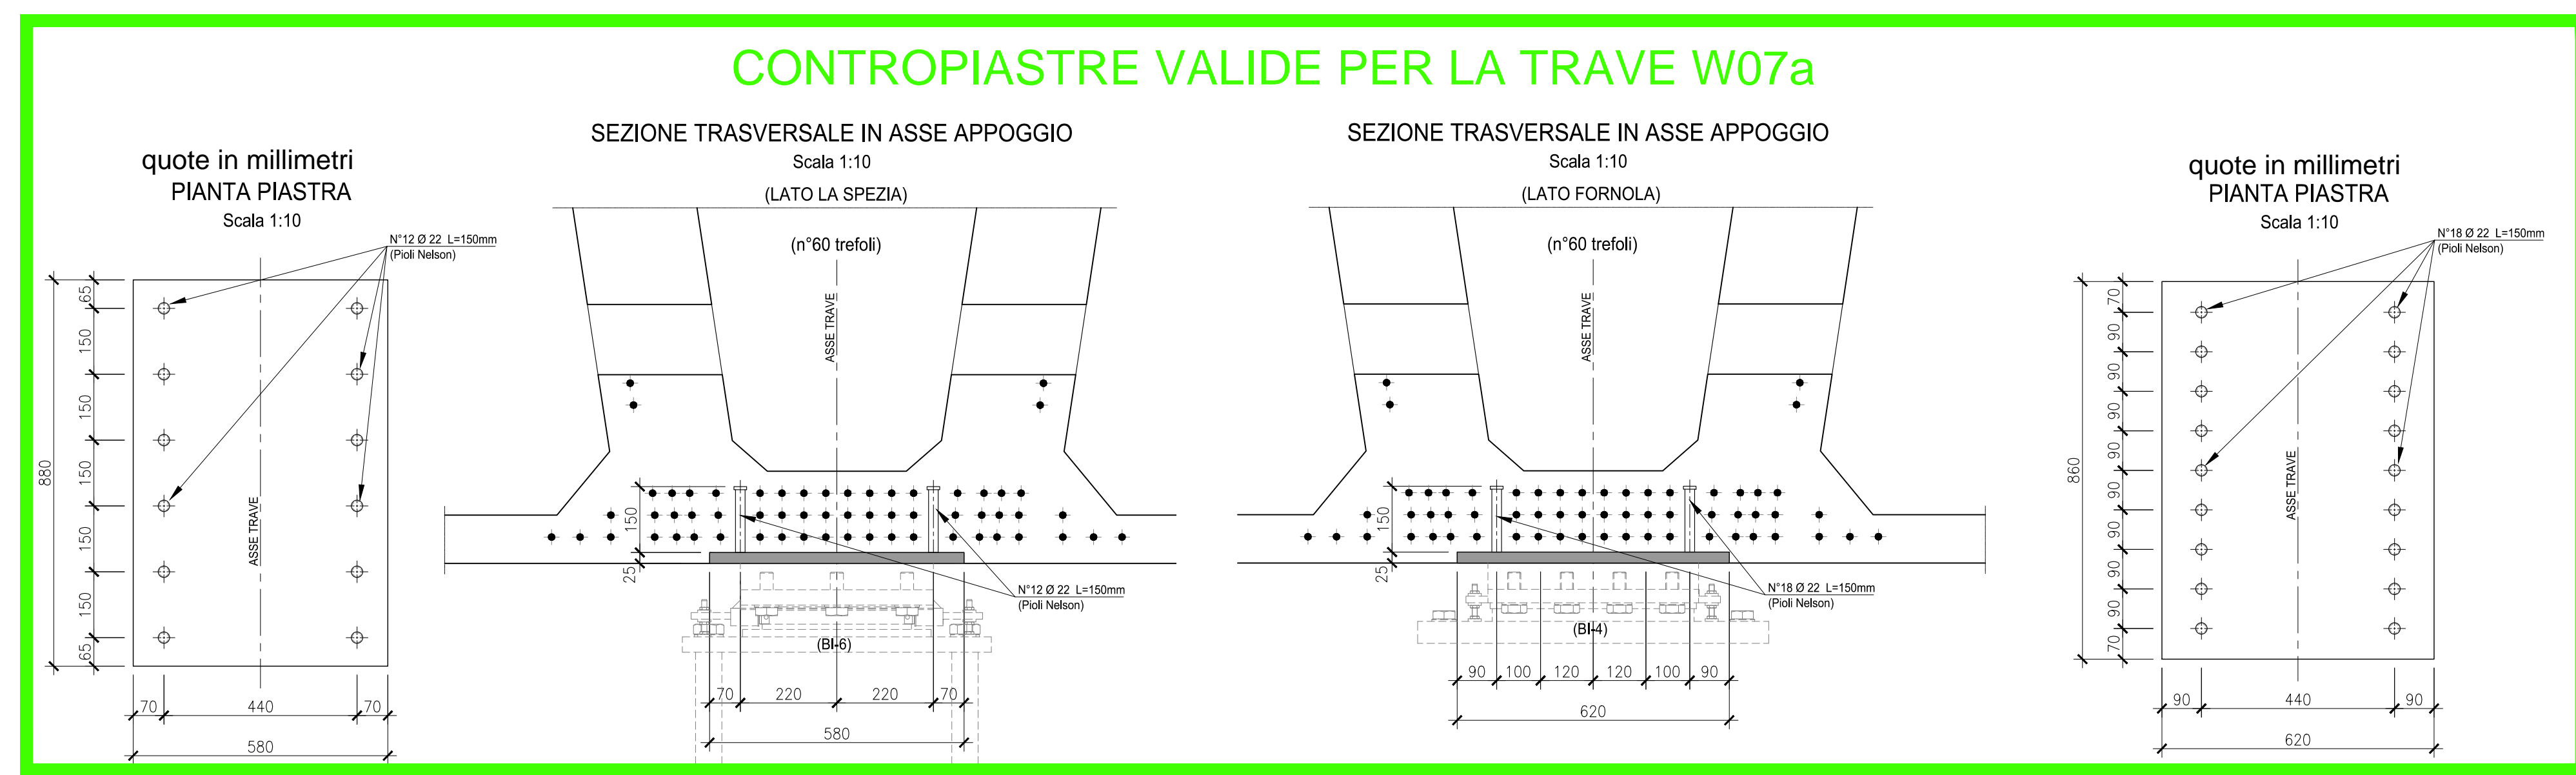 CONTROPIASTRE VALIDE PER LA TRAVE W07a
quote in millimetri
PIANTA PIASTRA
Scala 1:10
N°12 Ø 22 L=150mm
(Pioli Nelson)
65
150
150
150
150
150
65
880
ASSE TRAVE
70
440
70
580
SEZIONE TRASVERSALE IN ASSE APPOGGIO
Scala 1:10
(LATO LA SPEZIA)
(n°60 trefoli)
ASSE TRAVE
150
25
N°12 Ø 22 L=150mm
(Pioli Nelson)
(BI-6)
70
220
220
70
580
SEZIONE TRASVERSALE IN ASSE APPOGGIO
Scala 1:10
(LATO FORNOLA)
(n°60 trefoli)
ASSE TRAVE
150
25
N°18 Ø 22 L=150mm
(Pioli Nelson)
(BI-4)
90
100
120
120
100
90
620
quote in millimetri
PIANTA PIASTRA
Scala 1:10
N°18 Ø 22 L=150mm
(Pioli Nelson)
70
90
90
90
90
90
90
90
90
70
860
ASSE TRAVE
90
440
90
620